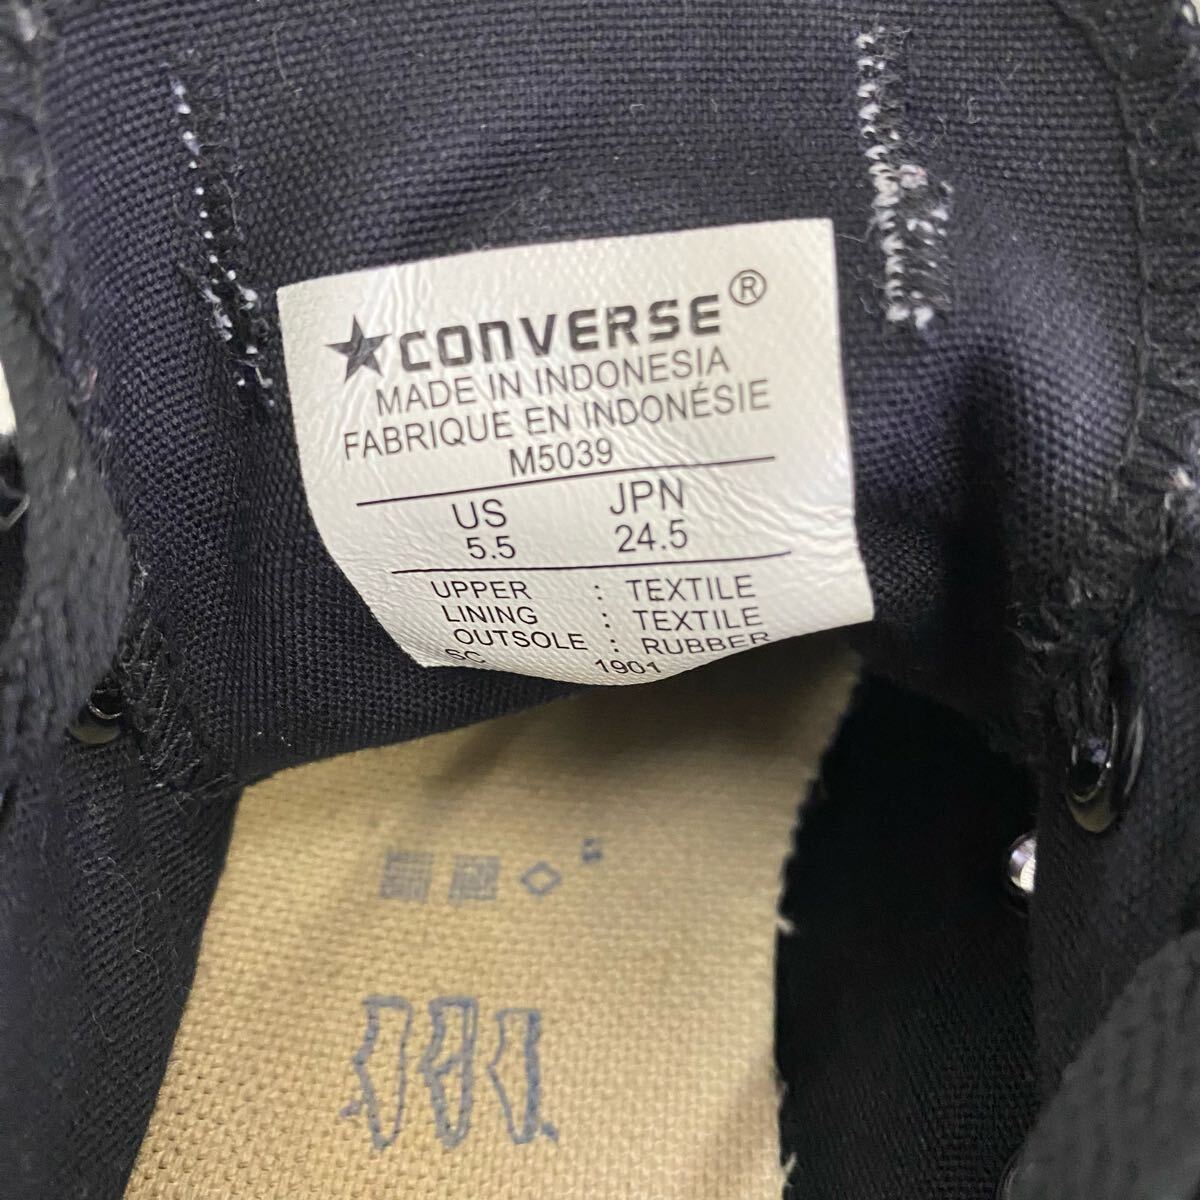 CONVERSE®
MADE IN INDONESIA
FABRIQUE EN INDONÉSIE
M5039
US JPN
5.5 24.5
UPPER : TEXTILE
LINING : TEXTILE
OUTSOLE : RUBBER
SC 1901